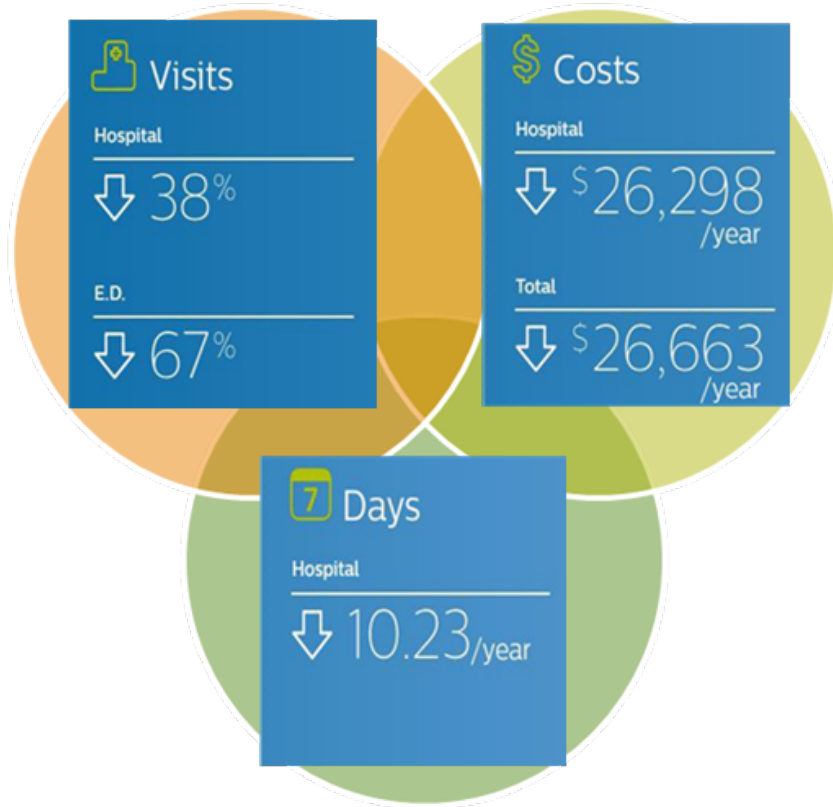 Visits
Hospital
38%
E.D.
67%
$ Costs
Hospital
$26,298
/year
Total
$26,663
/year
7 Days
Hospital
10.23/year